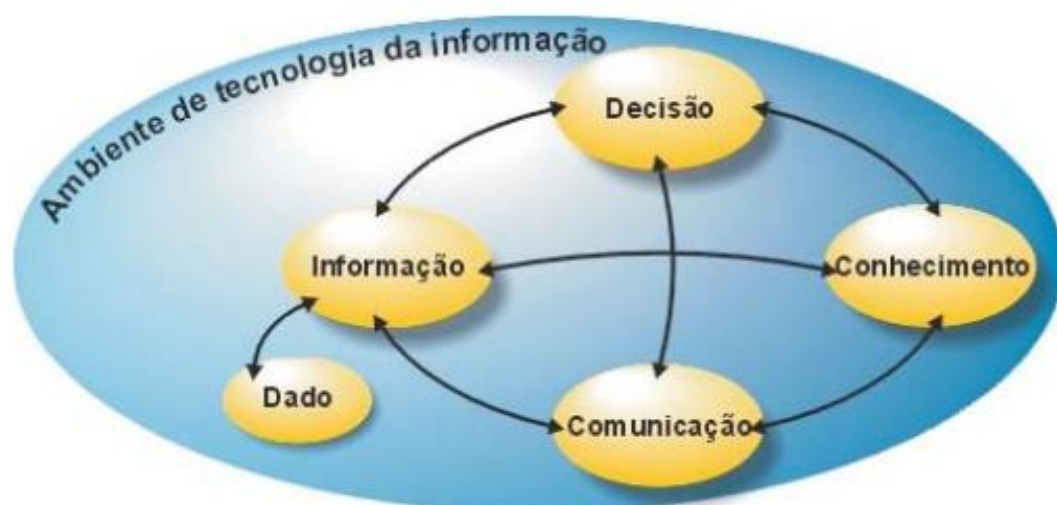 Ambiente de tecnologia da informação
Decisão
Informação
Conhecimento
Dado
Comunicação